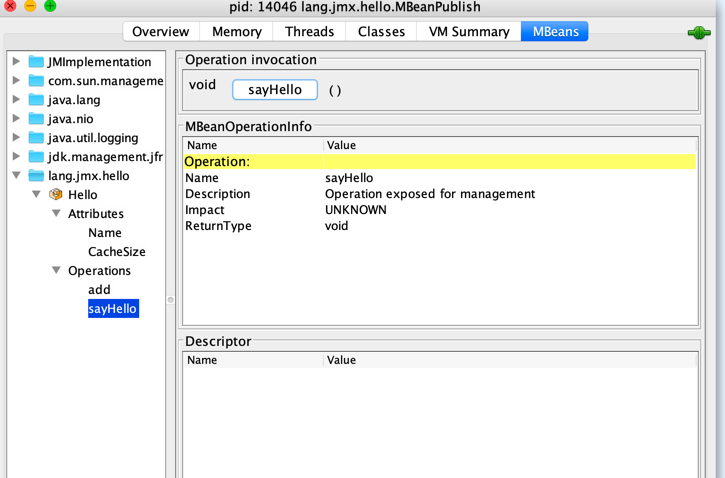 pid: 14046 lang.jmx.hello.MBeanPublish
Overview Memory Threads Classes VM Summary MBeans
JMImplementation
com.sun.manageme
java.lang
java.nio
java.util.logging
jdk.management.jfr
lang.jmx.hello
Hello
Attributes
Name
CacheSize
Operations
add
sayHello
Operation invocation
void sayHello ( )
MBeanOperationInfo
Name Value
Operation:
Name sayHello
Description Operation exposed for management
Impact UNKNOWN
ReturnType void
Descriptor
Name Value